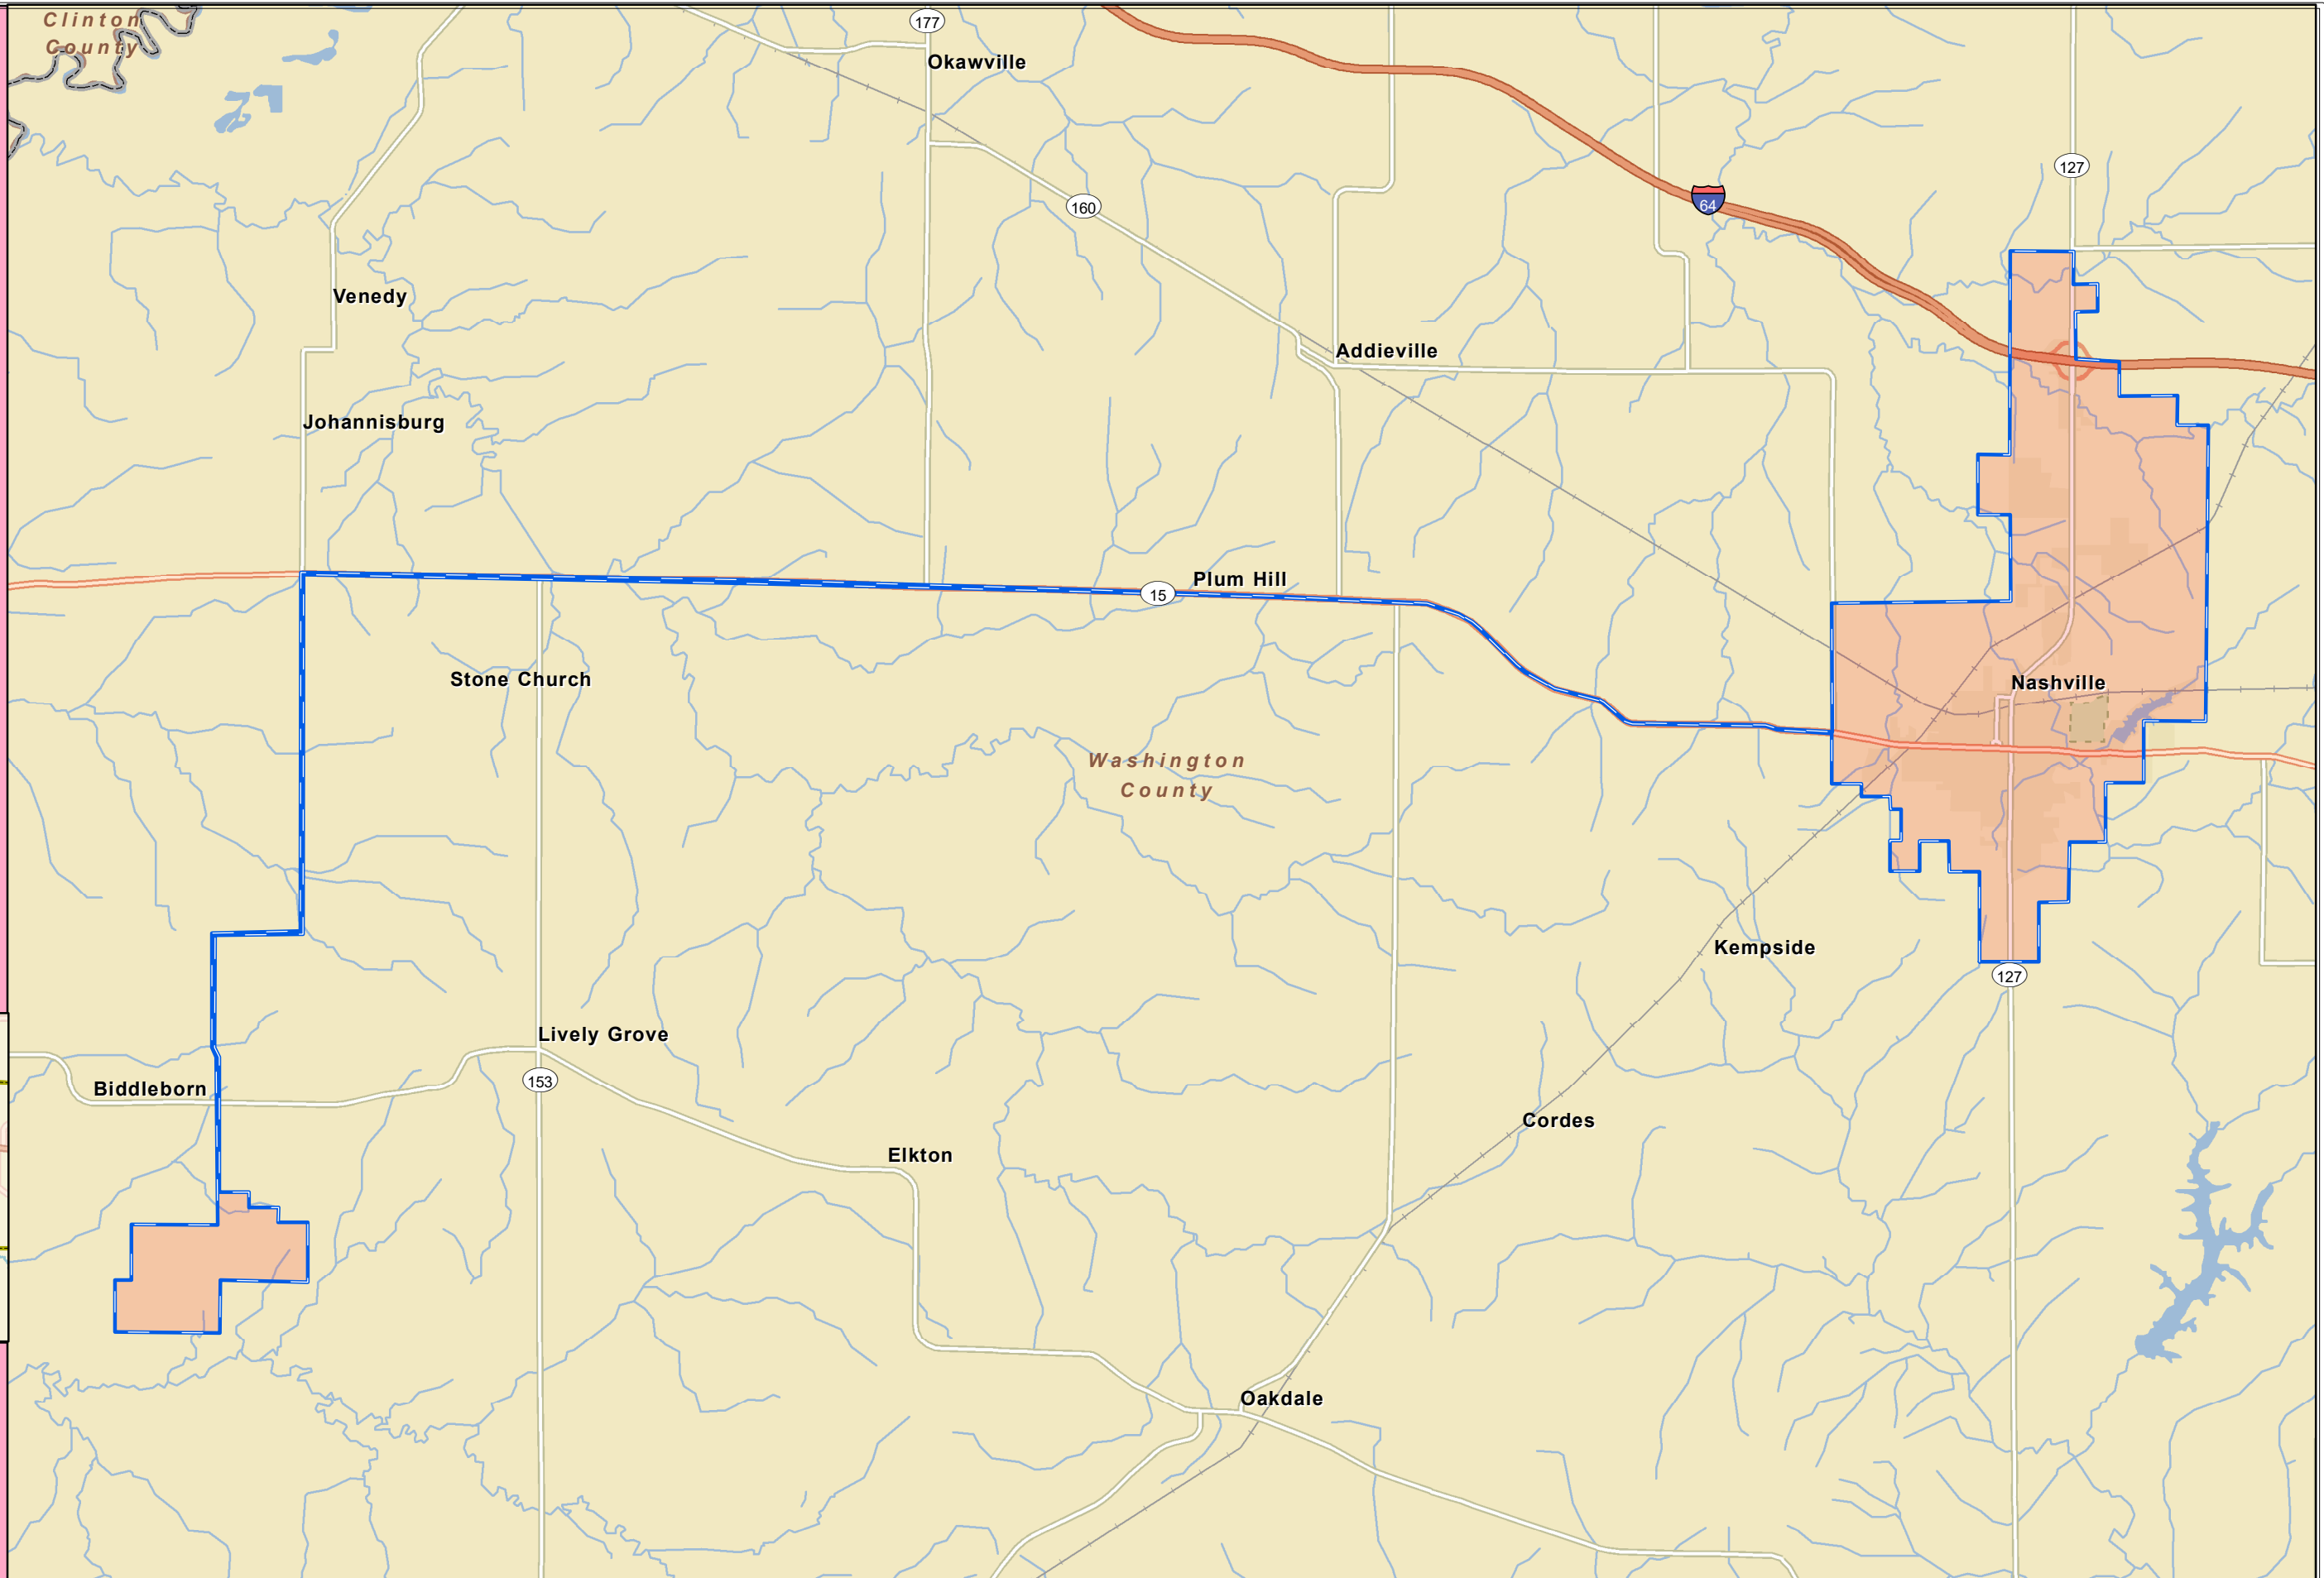 Clinton
County
177
Okawville
127
160
64
Venedy
Addieville
Johannisburg
Plum Hill
15
Stone Church
Nashville
Washington
County
Kempside
127
Lively Grove
153
Biddleborn
Cordes
Elkton
Oakdale